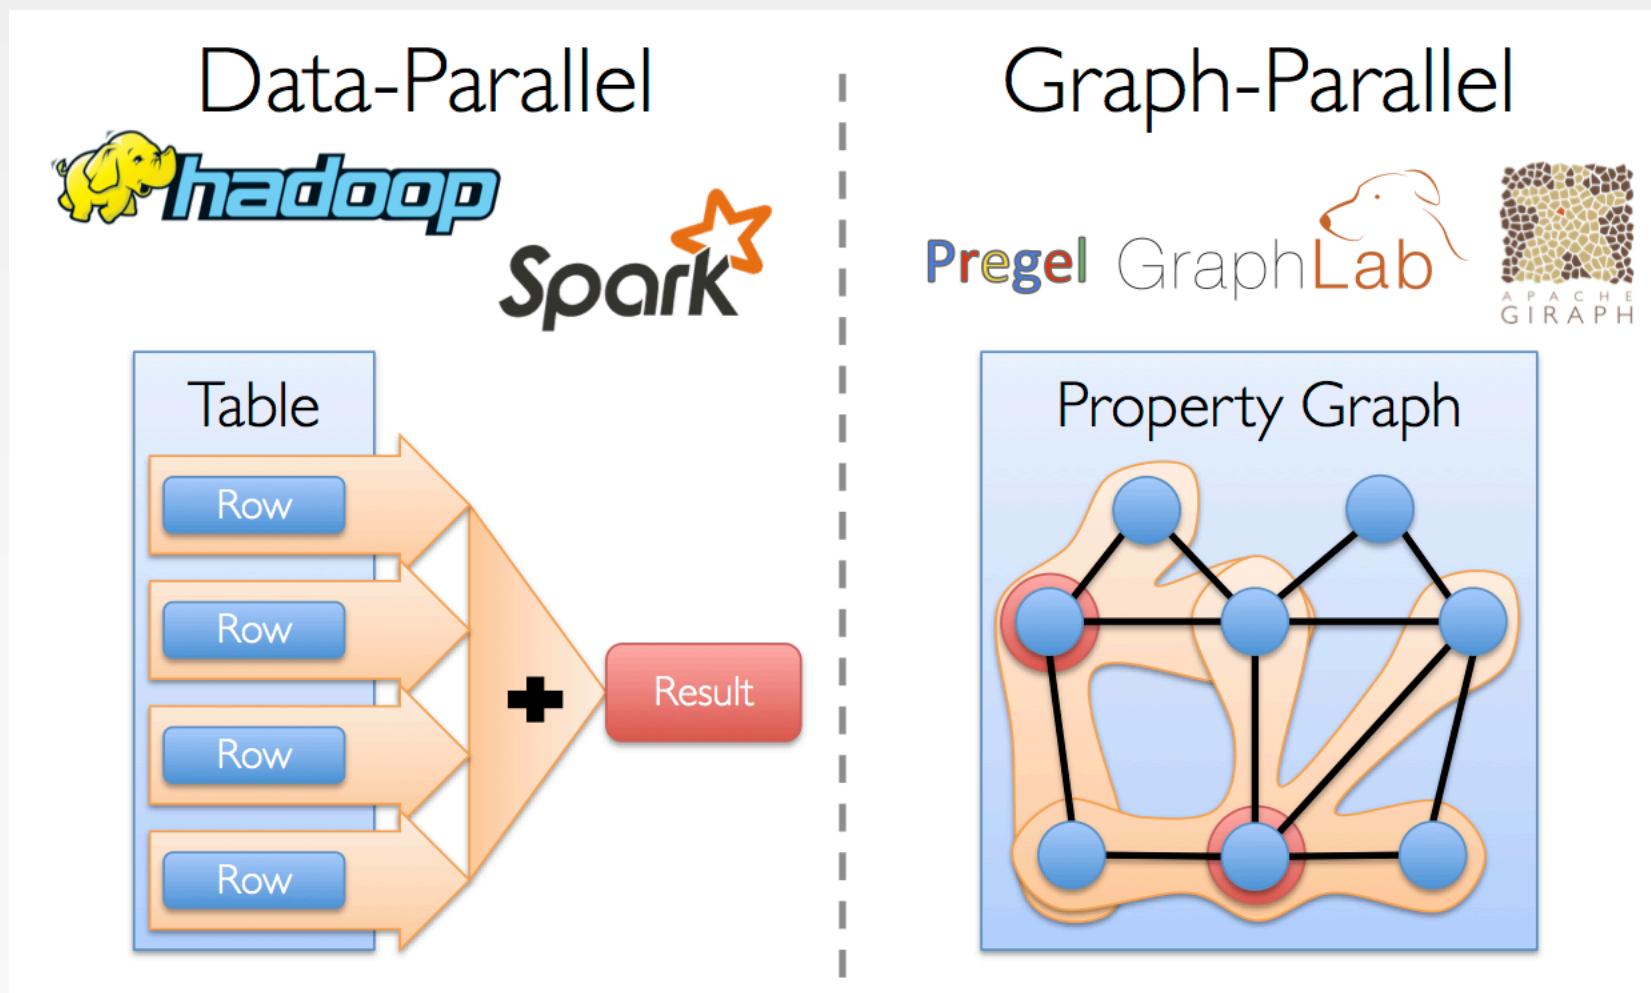 Data-Parallel
hadoop
Spark
Table
Row
Row
Row
Row
Result
Graph-Parallel
Pregel
GraphLab
APACHE
GIRAPH
Property Graph